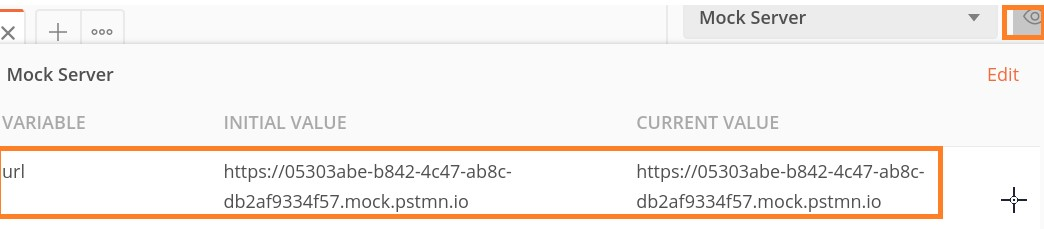 Mock Server
Mock Server Edit
VARIABLE INITIAL VALUE CURRENT VALUE
url https://05303abe-b842-4c47-ab8c- https://05303abe-b842-4c47-ab8c-
db2af9334f57.mock.pstmn.io db2af9334f57.mock.pstmn.io